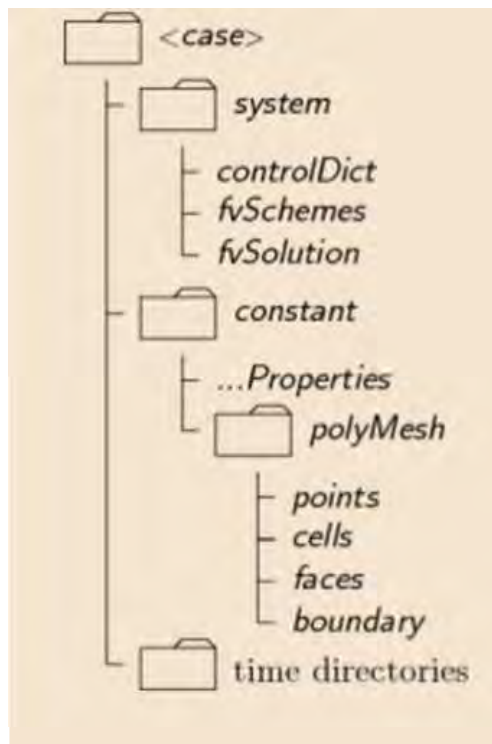 <case>
system
controlDict
fvSchemes
fvSolution
constant
...Properties
polyMesh
points
cells
faces
boundary
time directories